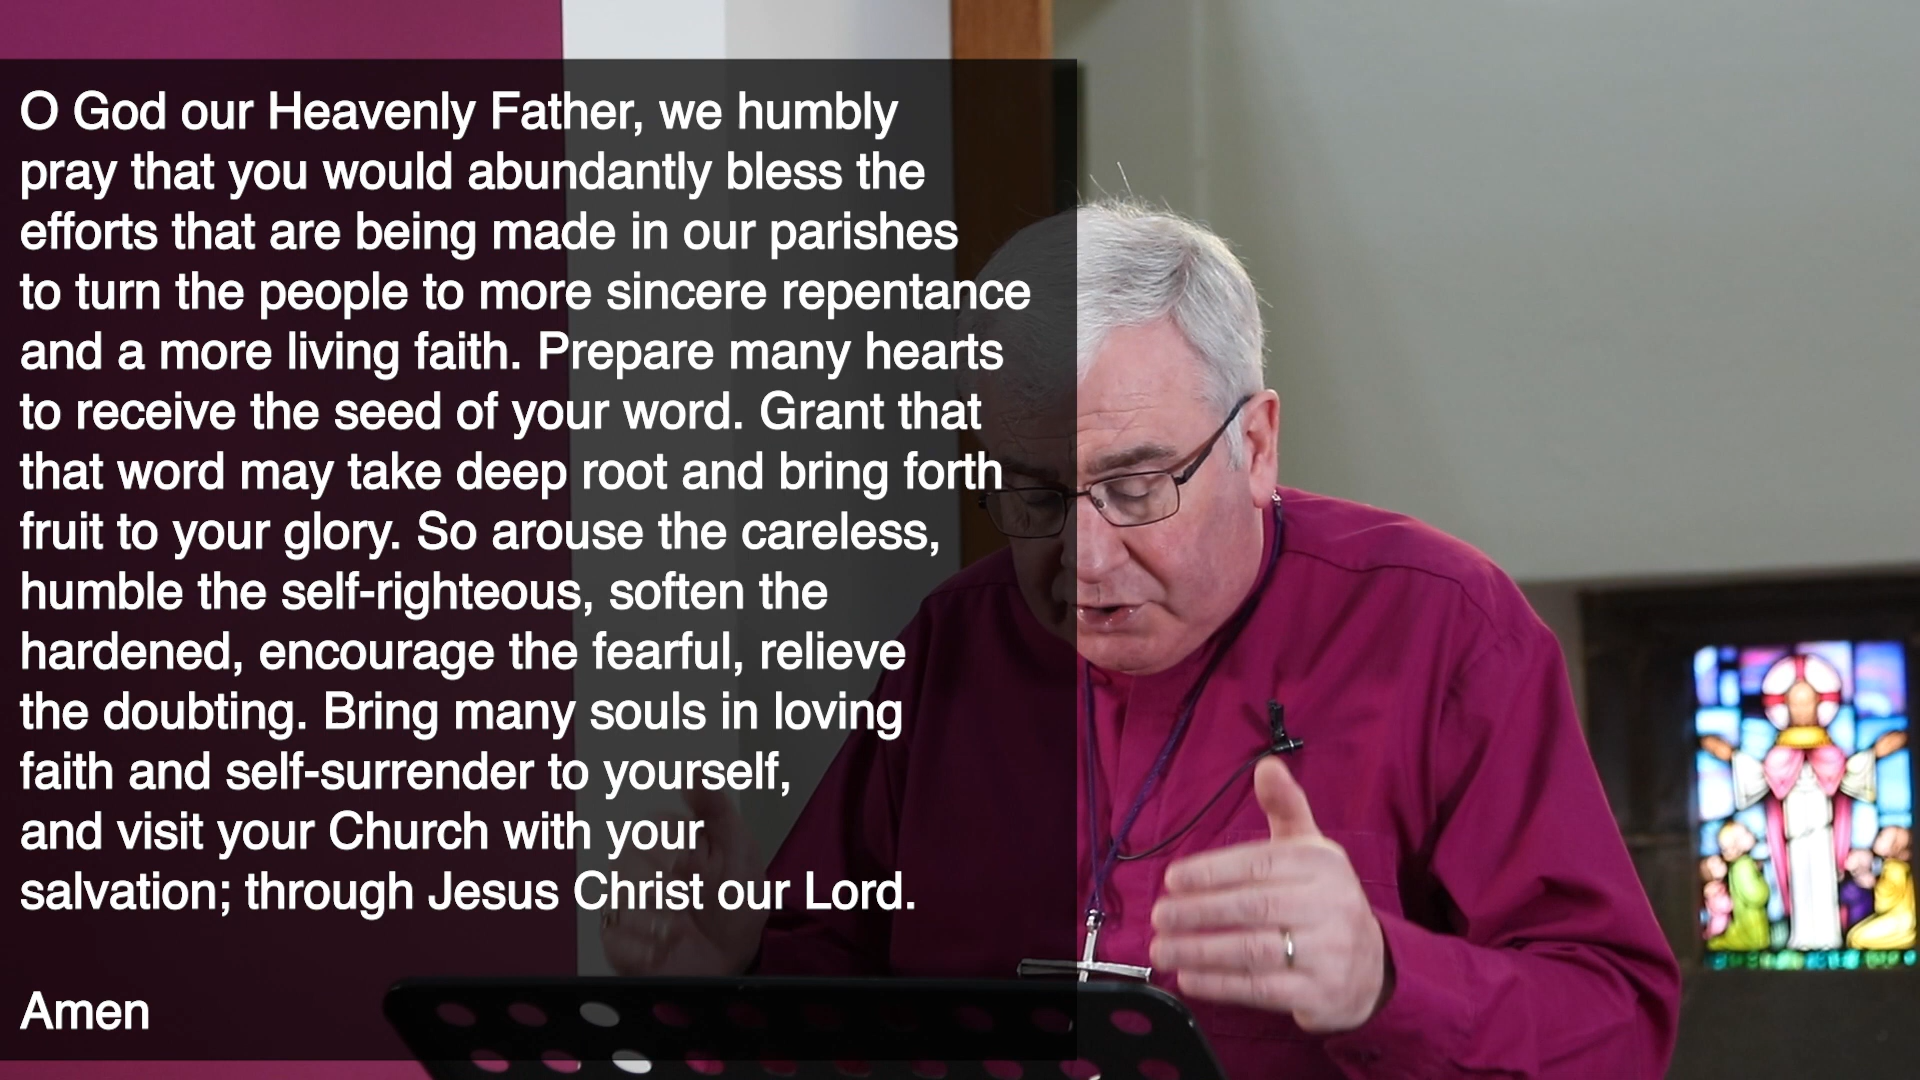 O God our Heavenly Father, we humbly
pray that you would abundantly bless the
efforts that are being made in our parishes
to turn the people to more sincere repentance
and a more living faith. Prepare many hearts
to receive the seed of your word. Grant that
that word may take deep root and bring forth
fruit to your glory. So arouse the careless,
humble the self-righteous, soften the
hardened, encourage the fearful, relieve
the doubting. Bring many souls in loving
faith and self-surrender to yourself,
and visit your Church with your
salvation; through Jesus Christ our Lord.
Amen